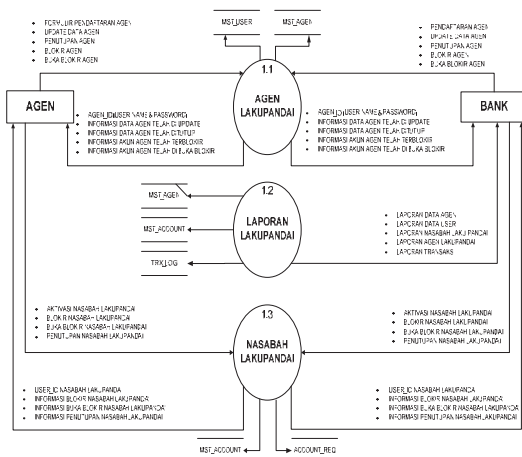 MST_USER
MST_AGEN
• FORMULIR PENDAFTARAN AGEN
• UPDATE DATA AGEN
• PENUTUPAN AGEN
• BLOKIR AGEN
• BUKA BLOKIR AGEN
• PENDAFTARAN AGEN
• UPDATE DATA AGEN
• PENUTUPAN AGEN
• BLOKIR AGEN
• BUKA BLOKIR AGEN
1.1
AGEN
LAKUPANDAI
AGEN
BANK
• AGEN_ID (USER NAME & PASSWORD)
• INFORMASI DATA AGEN TELAH DI UPDATE
• INFORMASI DATA AGEN TELAH DITUTUP
• INFORMASI AKUN AGEN TELAH TERBLOKIR
• INFORMASI AKUN AGEN TELAH DI BUKA BLOKIR
• AGEN_ID (USER NAME & PASSWORD)
• INFORMASI DATA AGEN TELAH DI UPDATE
• INFORMASI DATA AGEN TELAH DITUTUP
• INFORMASI AKUN AGEN TELAH TERBLOKIR
• INFORMASI AKUN AGEN TELAH DI BUKA BLOKIR
MST_AGEN
MST_ACCOUNT
TRX_LOG
1.2
LAPORAN
LAKUPANDAI
• LAPORAN DATA AGEN
• LAPORAN DATA USER
• LAPORAN NASABAH LAKUPANDAI
• LAPORAN AGEN LAKUPANDAI
• LAPORAN TRANSAKSI
• AKTIVASI NASABAH LAKUPANDAI
• BLOKIR NASABAH LAKUPANDAI
• BUKA BLOKIR NASABAH LAKUPANDAI
• PENUTUPAN NASABAH LAKUPANDAI
• AKTIVASI NASABAH LAKUPANDAI
• BLOKIR NASABAH LAKUPANDAI
• BUKA BLOKIR NASABAH LAKUPANDAI
• PENUTUPAN NASABAH LAKUPANDAI
1.3
NASABAH
LAKUPANDAI
• USER_ID NASABAH LAKUPANDAI
• INFORMASI BLOKIR NASABAH LAKUPANDAI
• INFORMASI BUKA BLOKIR NASABAH LAKUPANDAI
• INFORMASI PENUTUPAN NASABAH LAKUPANDAI
• USER_ID NASABAH LAKUPANDAI
• INFORMASI BLOKIR NASABAH LAKUPANDAI
• INFORMASI BUKA BLOKIR NASABAH LAKUPANDAI
• INFORMASI PENUTUPAN NASABAH LAKUPANDAI
MST_ACCOUNT
ACCOUNT_REQ